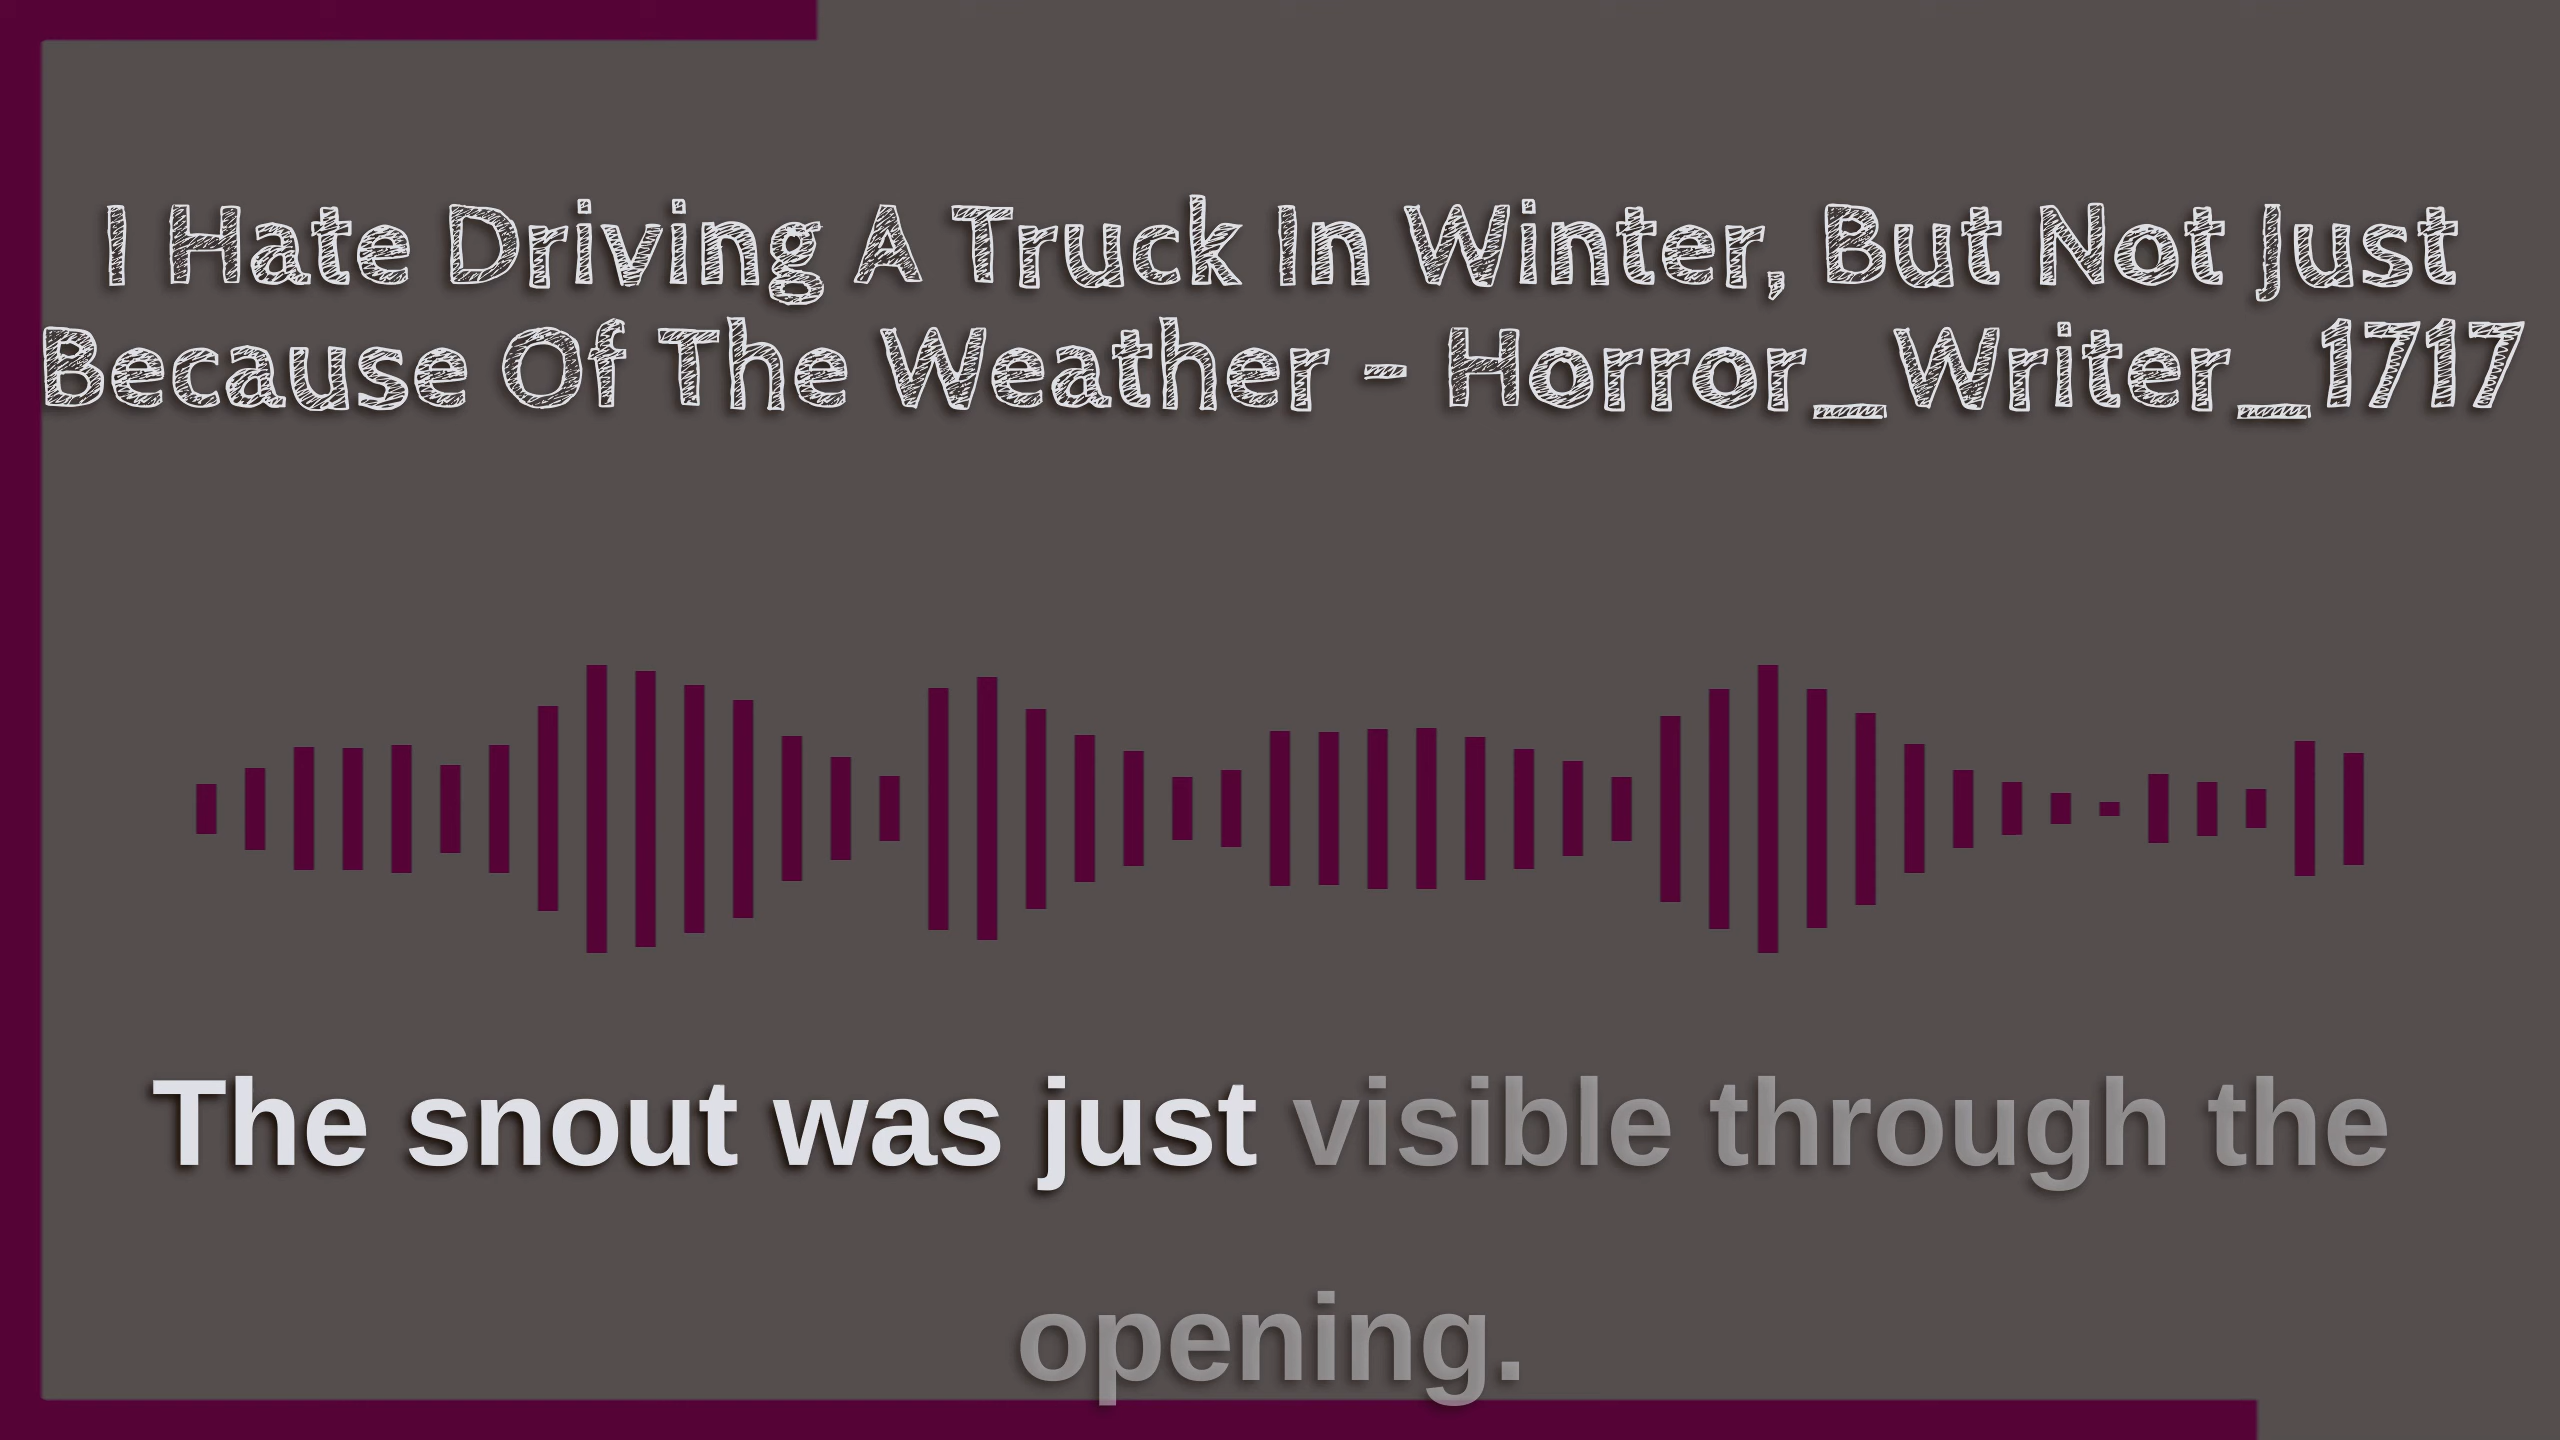 I Hate Driving A Truck In Winter, But Not Just
Because Of The Weather - Horror_Writer_1717
The snout was just visible through the
opening.